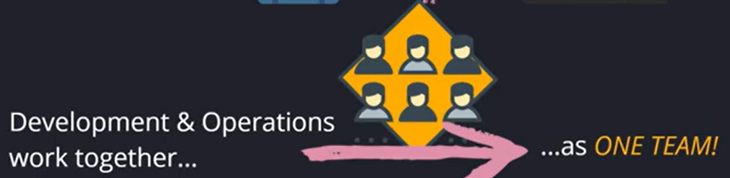 Development & Operations
work together...
...as ONE TEAM!